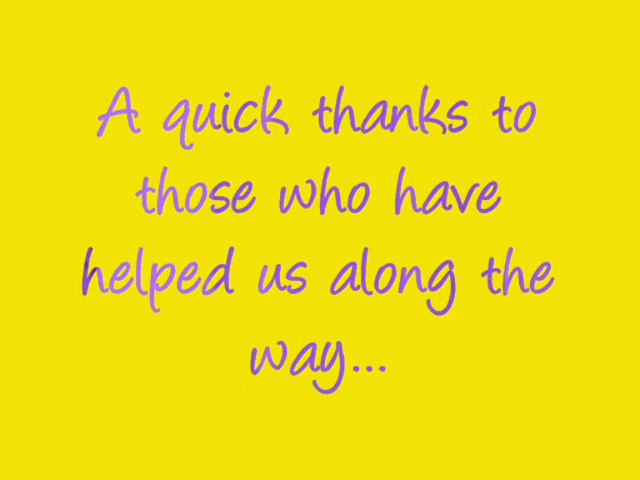 A quick thanks to
those who have
helped us along the
way...